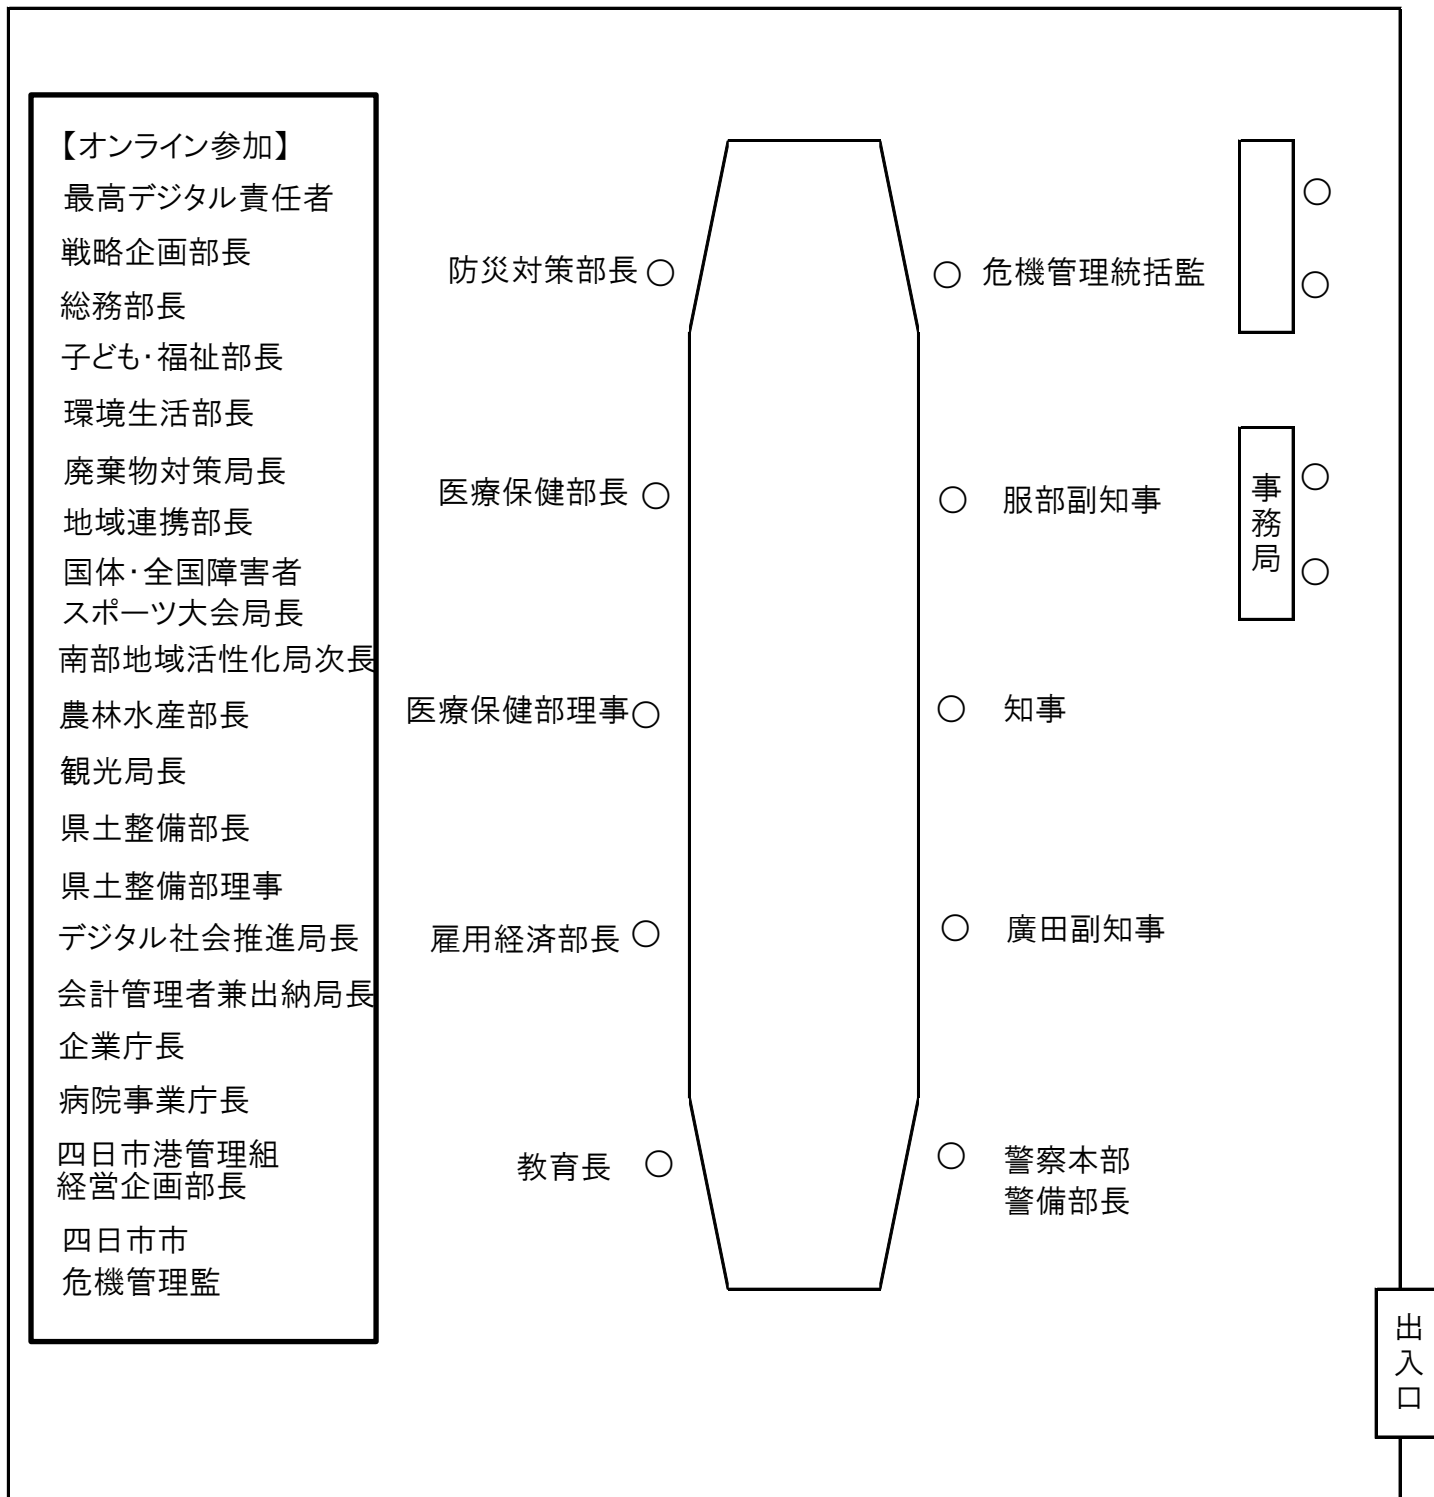 【オンライン参加】
最高デジタル責任者
戦略企画部長
総務部長
子ども・福祉部長
環境生活部長
廃棄物対策局長
地域連携部長
国体・全国障害者
スポーツ大会局長
南部地域活性化局次長
農林水産部長
観光局長
県土整備部長
県土整備部理事
デジタル社会推進局長
会計管理者兼出納局長
企業庁長
病院事業庁長
四日市港管理組
経営企画部長
四日市市
危機管理監
防災対策部長
医療保健部長
医療保健部理事
雇用経済部長
教育長
危機管理統括監
服部副知事
知事
廣田副知事
警察本部
警備部長
事務局
出入口